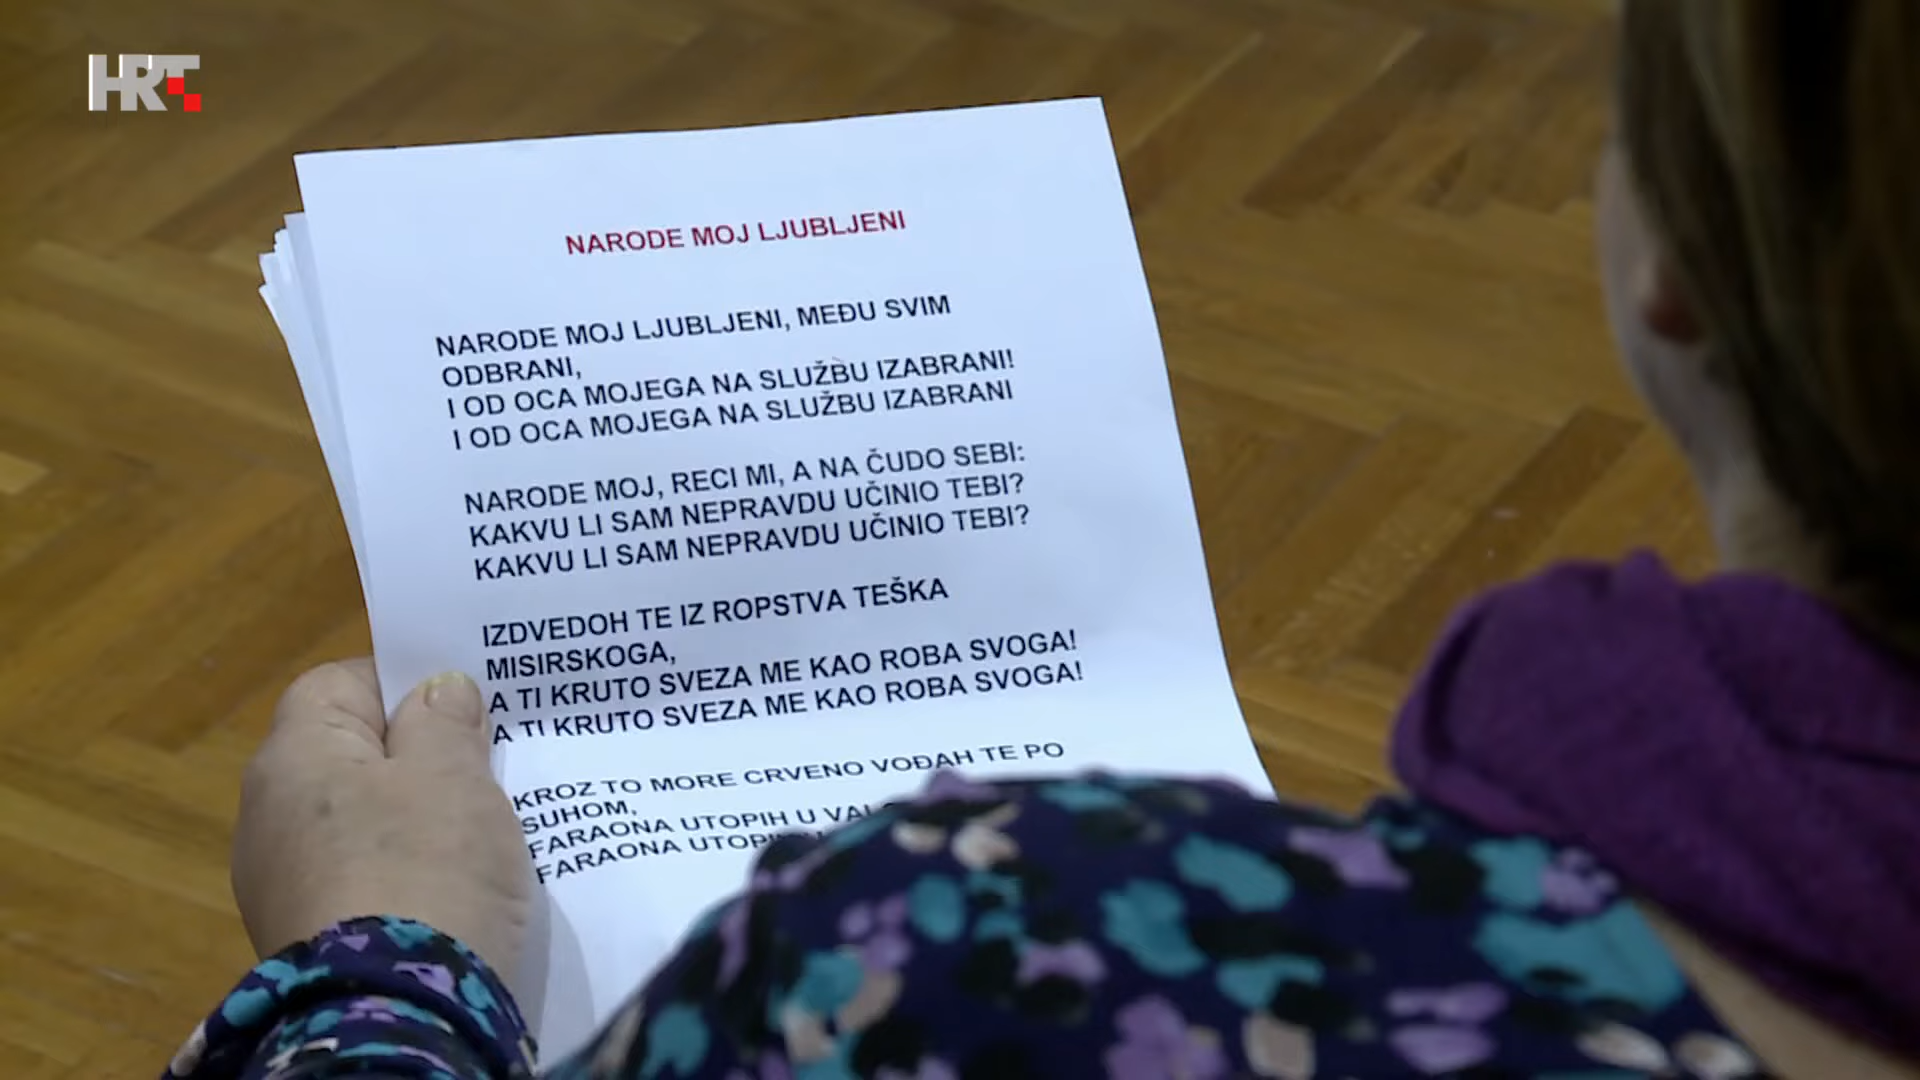 HRT
NARODE MOJ LJUBLJENI
NARODE MOJ LJUBLJENI, MEĐU SVIM
ODBRANI,
I OD OCA MOJEGA NA SLUŽBU IZABRANI!
I OD OCA MOJEGA NA SLUŽBU IZABRANI
NARODE MOJ, RECI MI, A NA ČUDO SEBI:
KAKVU LI SAM NEPRAVDU UČINIO TEBI?
KAKVU LI SAM NEPRAVDU UČINIO TEBI?
IZDVEDOH TE IZ ROPSTVA TEŠKA
MISIRSKOGA,
A TI KRUTO SVEZA ME KAO ROBA SVOGA!
A TI KRUTO SVEZA ME KAO ROBA SVOGA!
KROZ TO MORE CRVENO VOĐAH TE PO
SUHOM,
FARAONA UTOPIH U
FARAONA